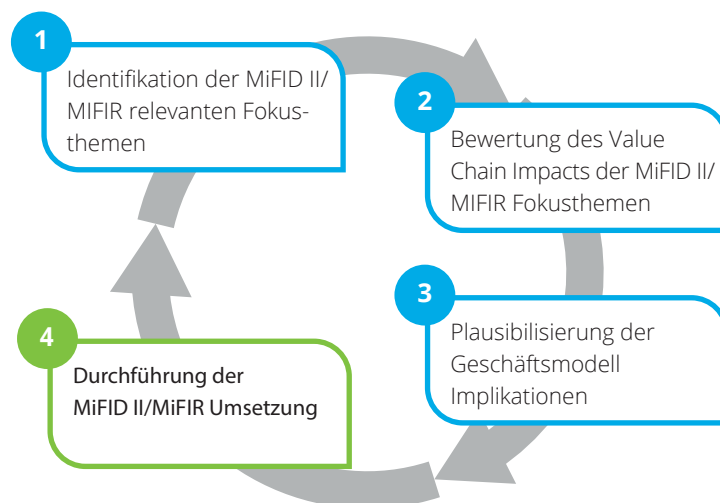 1
Identifikation der MiFID II/
MIFIR relevanten Fokus-
themen
2
Bewertung des Value
Chain Impacts der MiFID II/
MIFIR Fokusthemen
3
Plausibilisierung der
Geschäftsmodell
Implikationen
4
Durchführung der
MiFID II/MiFIR Umsetzung